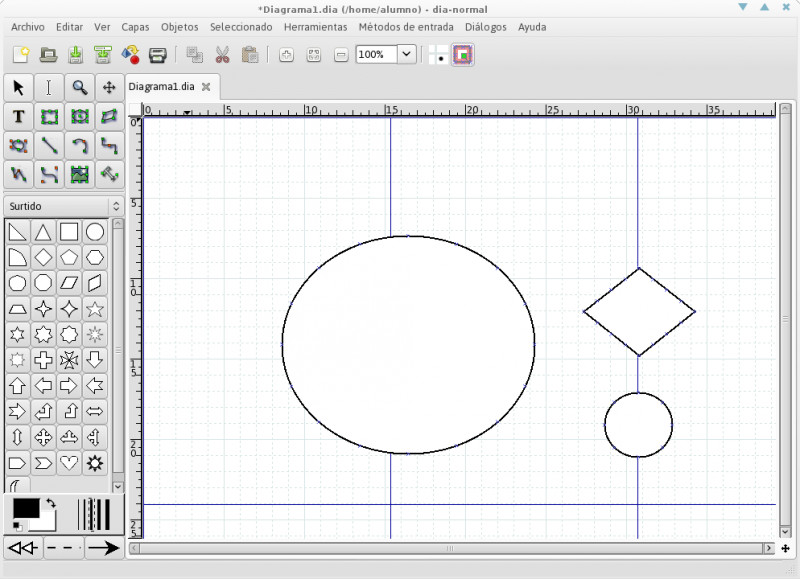 *Diagrama1.dia (/home/alumno) - dia-normal
Archivo Editar Ver Capas Objetos Seleccionado Herramientas Métodos de entrada Diálogos Ayuda
100%
Diagrama1.dia
0 5 10 15 20 25 30 35
T
0
5
10
15
20
25
Surtido